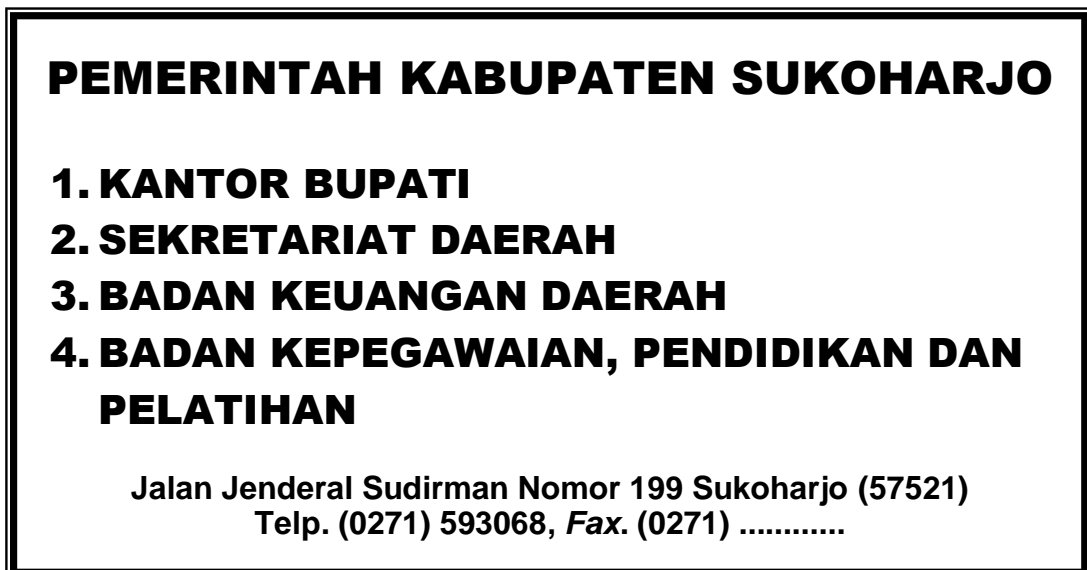 PEMERINTAH KABUPATEN SUKOHARJO
1. KANTOR BUPATI
2. SEKRETARIAT DAERAH
3. BADAN KEUANGAN DAERAH
4. BADAN KEPEGAWAIAN, PENDIDIKAN DAN
PELATIHAN
Jalan Jenderal Sudirman Nomor 199 Sukoharjo (57521)
Telp. (0271) 593068, Fax. (0271) ............